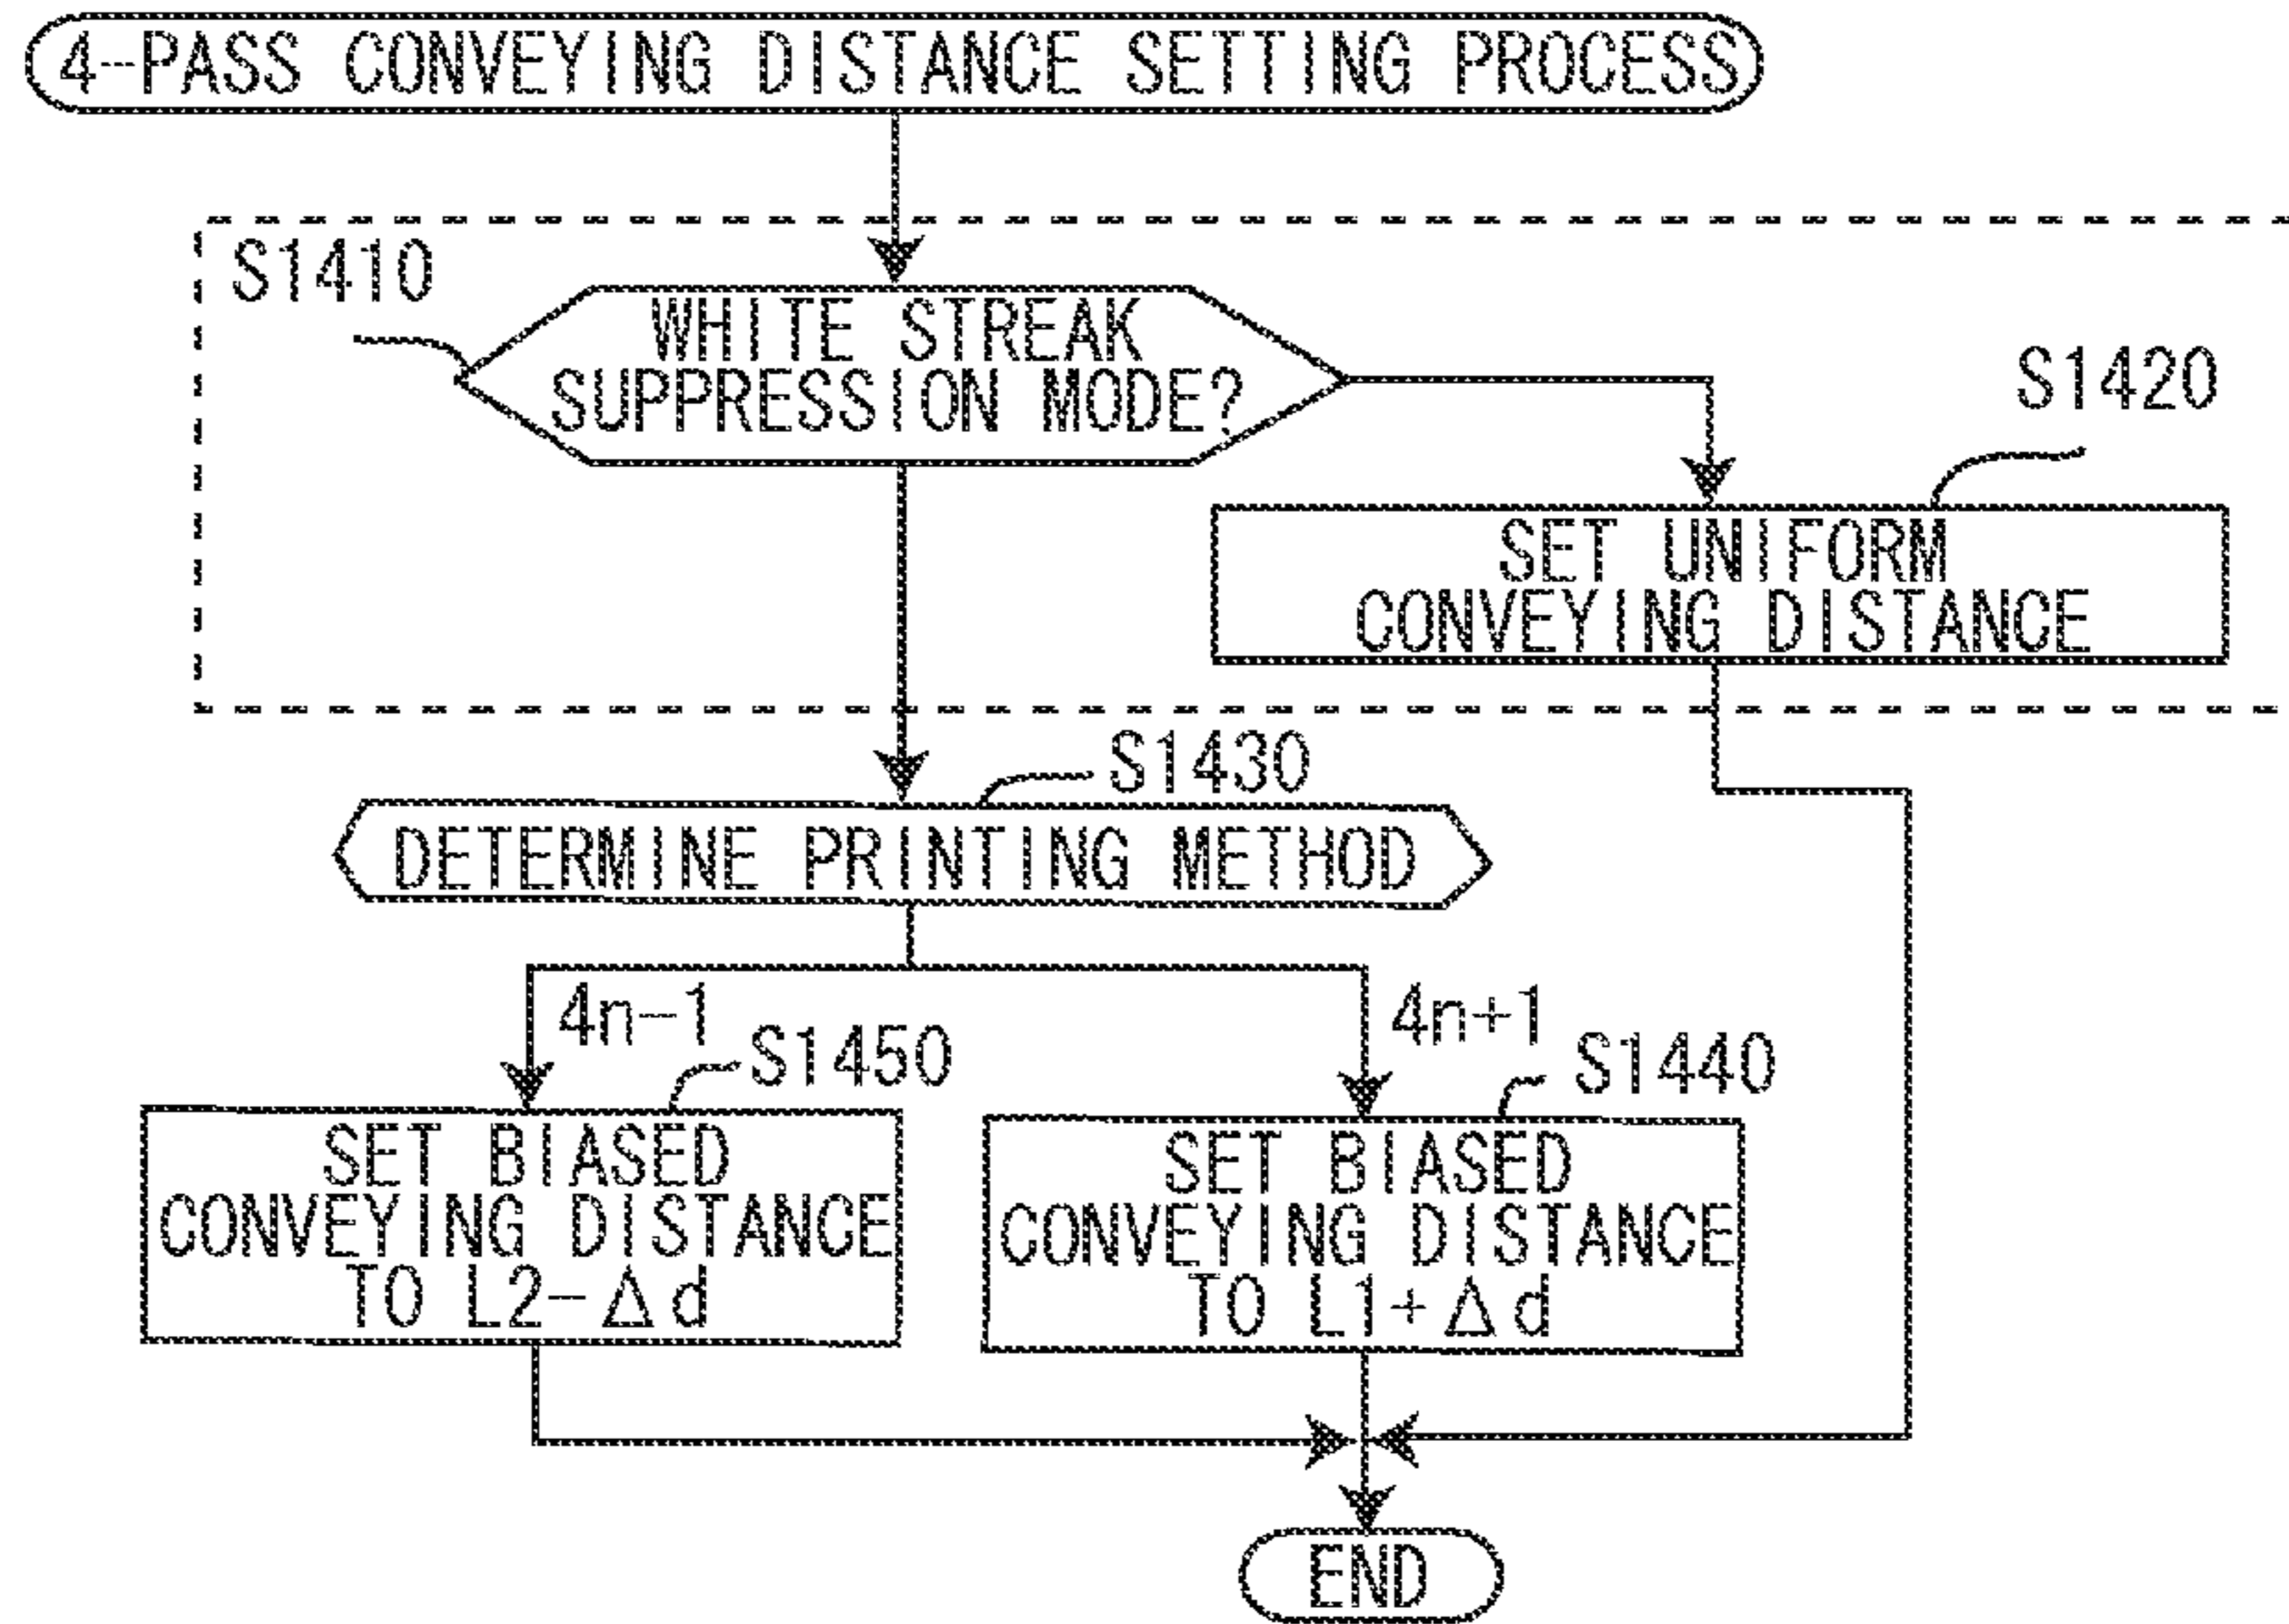 4-PASS CONVEYING DISTANCE SETTING PROCESS
S1410
WHITE STREAK
SUPPRESSION MODE?
S1420
SET UNIFORM
CONVEYING DISTANCE
S1430
DETERMINE PRINTING METHOD
4n-1
4n+1
S1450
S1440
SET BIASED
CONVEYING DISTANCE
TO L2-Δd
SET BIASED
CONVEYING DISTANCE
TO L1+Δd
END